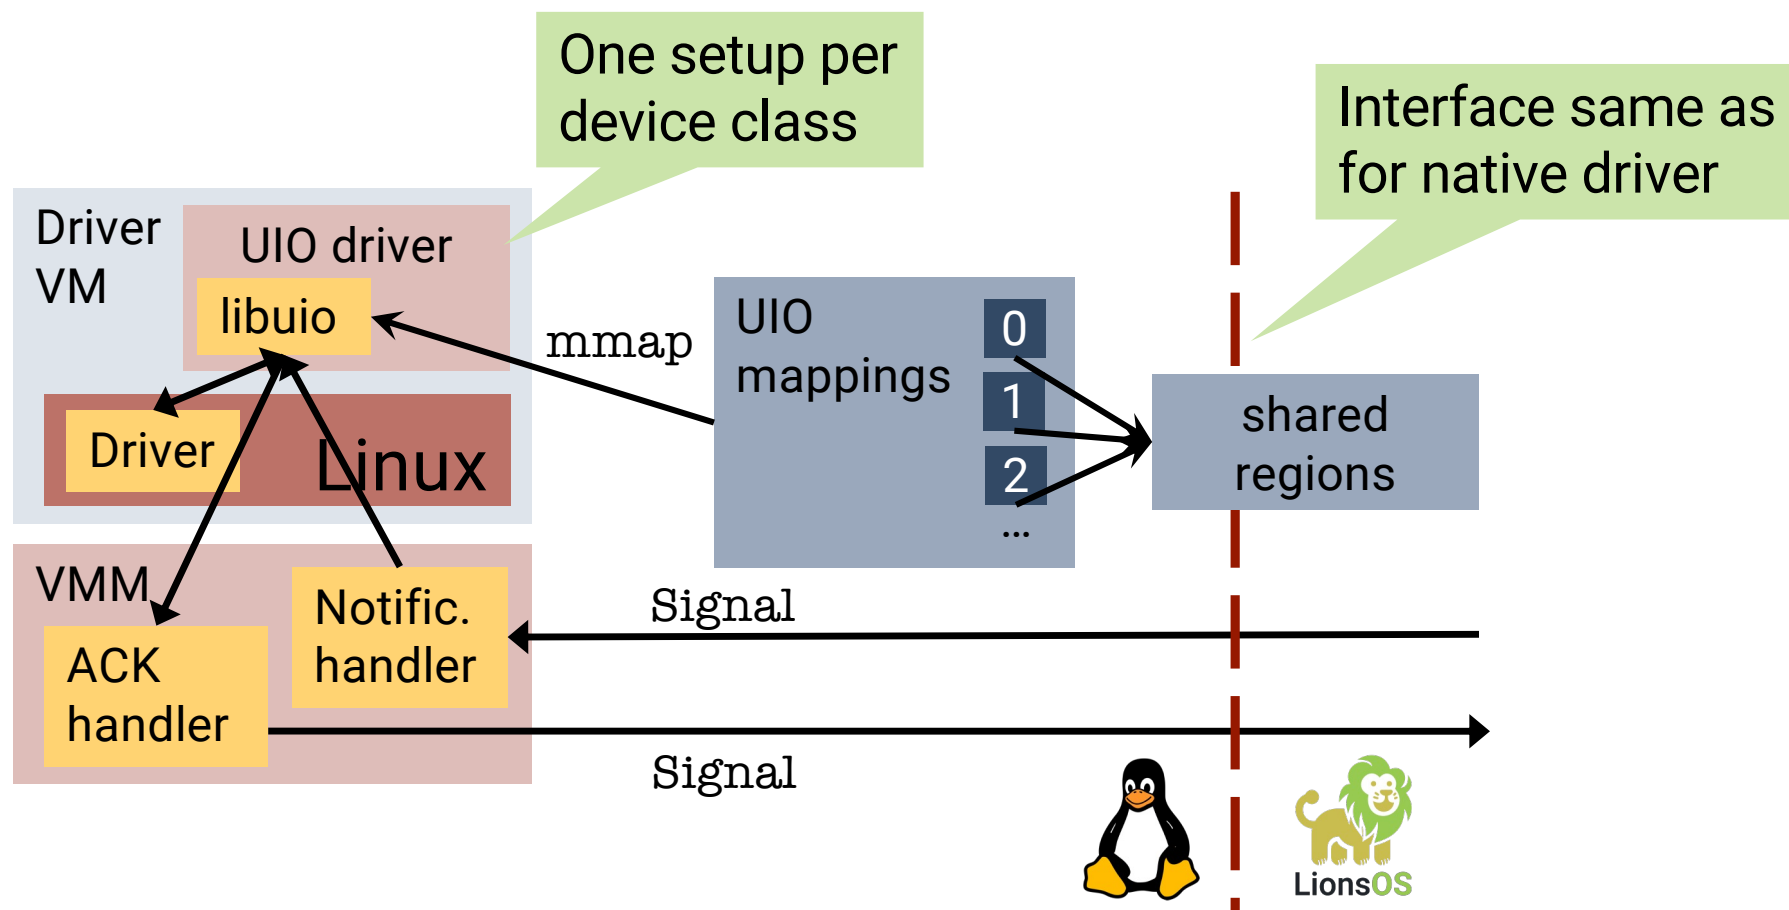 One setup per
device class
Interface same as
for native driver
Driver
VM
UIO driver
libuio
Driver
Linux
mmap
UIO
mappings
0
1
2
...
shared
regions
VMM
Notific.
handler
ACK
handler
Signal
Signal
LionsOS